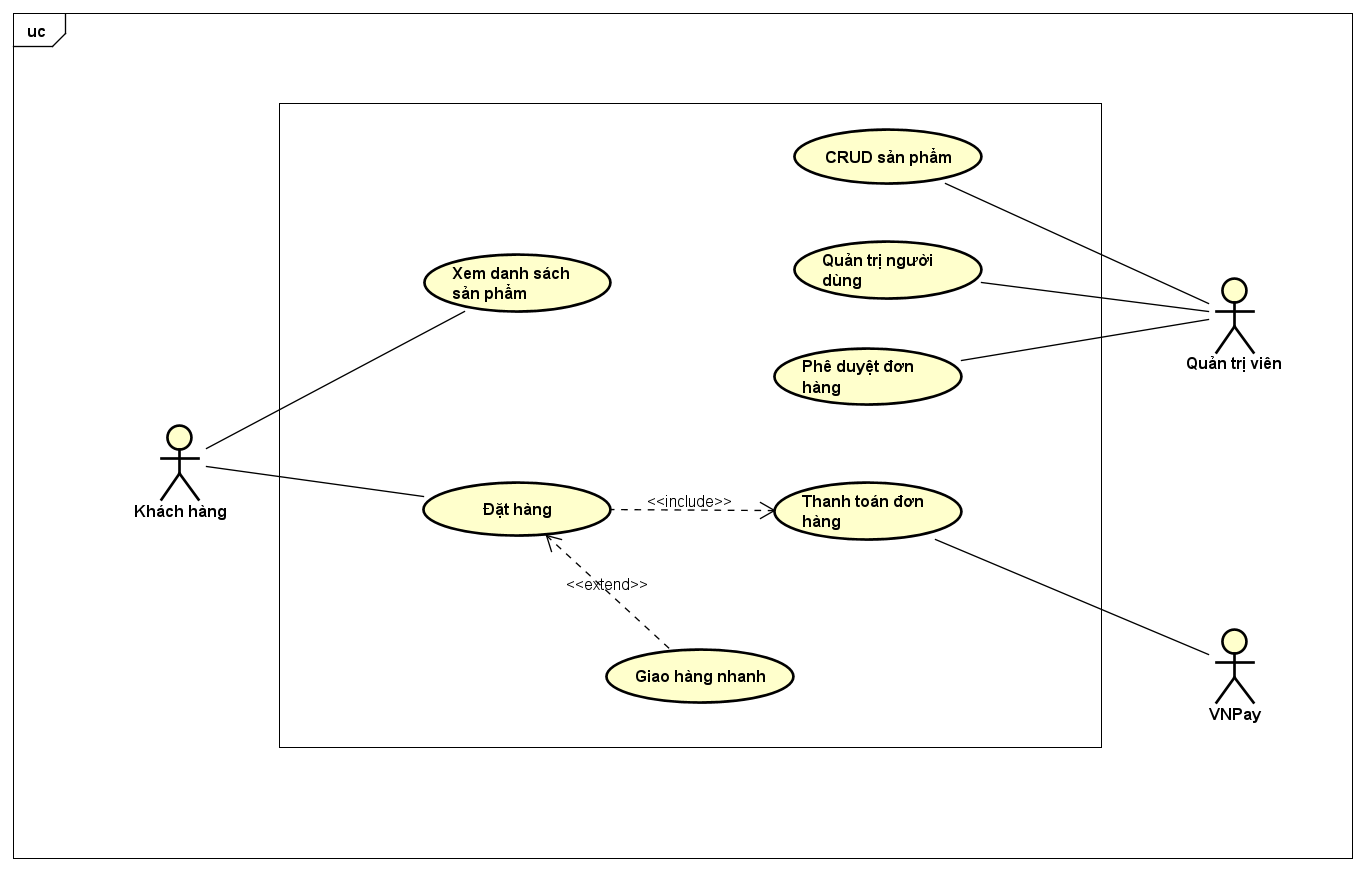 uc
CRUD sản phẩm
Quản trị người
dùng
Xem danh sách
sản phẩm
Quản trị viên
Phê duyệt đơn
hàng
Khách hàng
Đặt hàng
<<include>>
Thanh toán đơn
hàng
<<extend>>
Giao hàng nhanh
VNPay